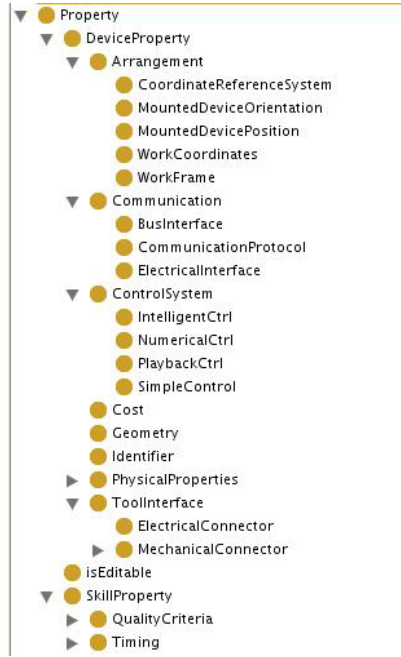 Property
DeviceProperty
Arrangement
CoordinateReferenceSystem
MountedDeviceOrientation
MountedDevicePosition
WorkCoordinates
WorkFrame
Communication
BusInterface
CommunicationProtocol
ElectricalInterface
ControlSystem
IntelligentCtrl
NumericalCtrl
PlaybackCtrl
SimpleControl
Cost
Geometry
Identifier
PhysicalProperties
ToolInterface
ElectricalConnector
MechanicalConnector
isEditable
SkillProperty
QualityCriteria
Timing